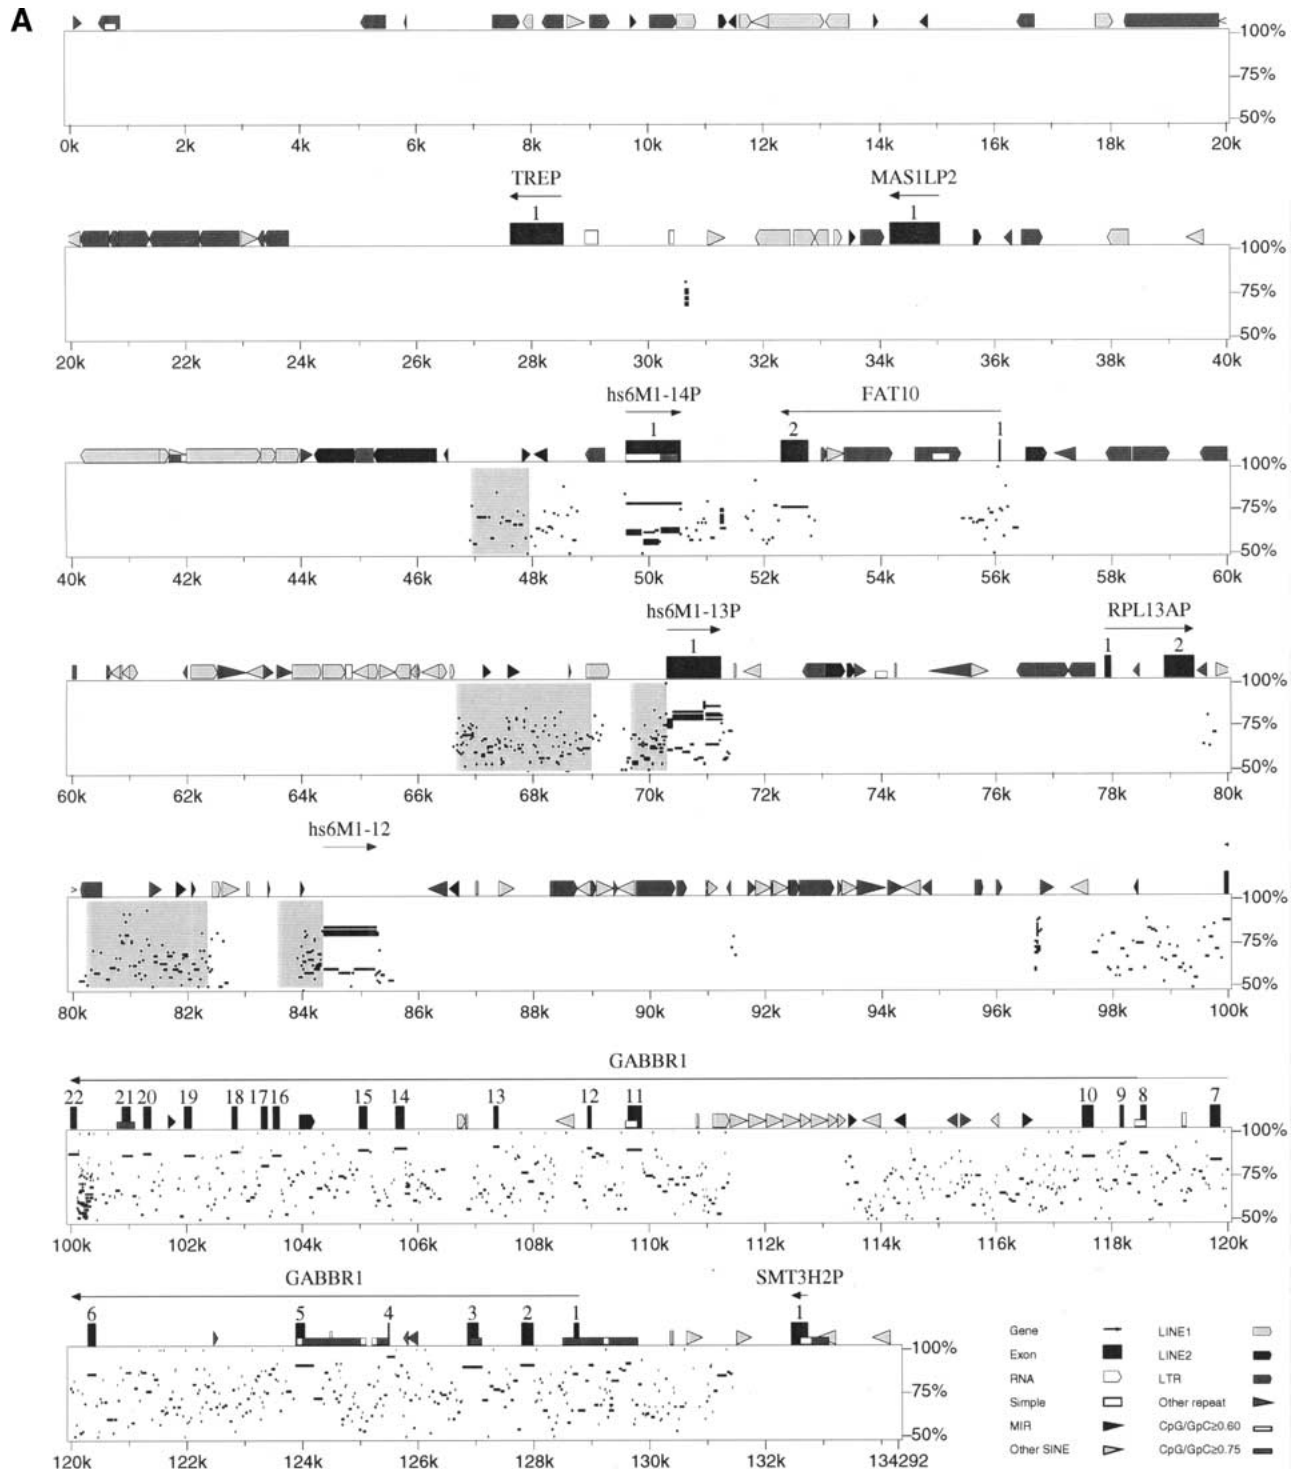 A
100%
75%
50%
0k 2k 4k 6k 8k 10k 12k 14k 16k 18k 20k
TREP MAS1LP2
1 1
100%
75%
50%
20k 22k 24k 26k 28k 30k 32k 34k 36k 38k 40k
hs6M1-14P FAT10
1 2 1
100%
75%
50%
40k 42k 44k 46k 48k 50k 52k 54k 56k 58k 60k
hs6M1-13P RPL13AP
1 1 2
100%
75%
50%
60k 62k 64k 66k 68k 70k 72k 74k 76k 78k 80k
hs6M1-12
100%
75%
50%
80k 82k 84k 86k 88k 90k 92k 94k 96k 98k 100k
GABBR1
22 21 20 19 18 17 16 15 14 13 12 11 10 9 8 7
100%
75%
50%
100k 102k 104k 106k 108k 110k 112k 114k 116k 118k 120k
GABBR1 SMT3H2P
6 5 4 3 2 1 1
100%
75%
50%
120k 122k 124k 126k 128k 130k 132k 134292
Gene LINE1
Exon LINE2
RNA LTR
Simple Other repeat
MIR CpG/GpC≥0.60
Other SINE CpG/GpC≥0.75